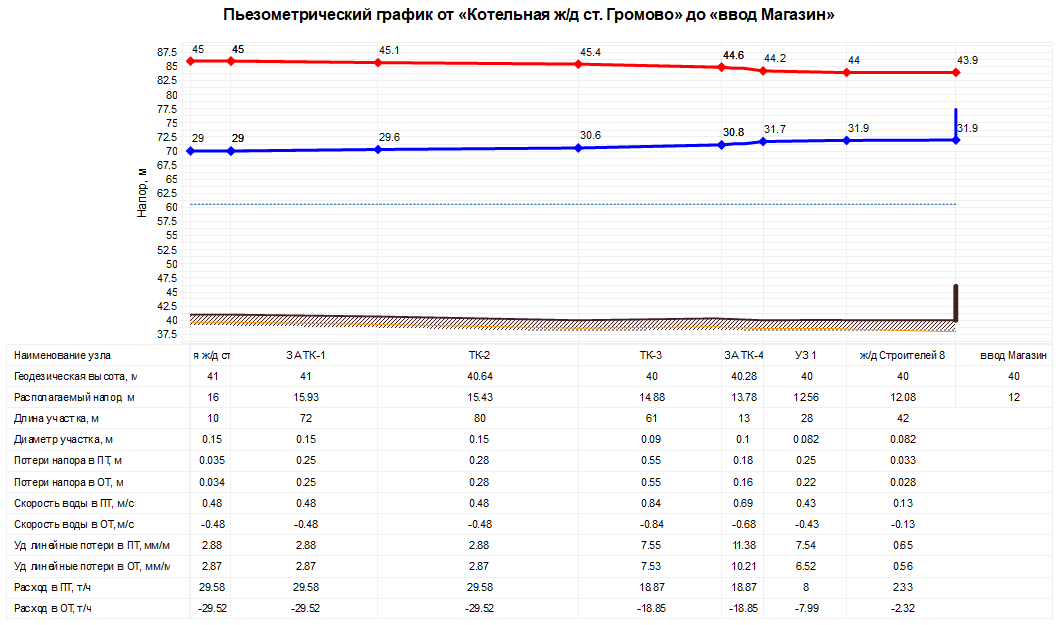 Пьезометрический график от «Котельная ж/д ст. Громово» до «ввод Магазин»
Напор, м
87.5
85
82.5
80
77.5
75
72.5
70
67.5
65
62.5
60
57.5
55
52.5
50
47.5
45
42.5
40
37.5
45 45 45.1 45.4 44.6 44.2 44 43.9
29 29 29.6 30.6 30.8 31.7 31.9 31.9
Наименование узла я ж/д ст ЗА ТК-1 ТК-2 ТК-3 ЗА ТК-4 УЗ 1 ж/д Строителей 8 ввод Магазин
Геодезическая высота, м 41 41 40.64 40 40.28 40 40 40
Располагаемый напор, м 16 15.93 15.43 14.88 13.78 12.56 12.08 12
Длина участка, м 10 72 80 61 13 28 42
Диаметр участка, м 0.15 0.15 0.15 0.09 0.1 0.082 0.082
Потери напора в ПТ, м 0.035 0.25 0.28 0.55 0.18 0.25 0.033
Потери напора в ОТ, м 0.034 0.25 0.28 0.55 0.16 0.22 0.028
Скорость воды в ПТ, м/с 0.48 0.48 0.48 0.84 0.69 0.43 0.13
Скорость воды в ОТ, м/с -0.48 -0.48 -0.48 -0.84 -0.68 -0.43 -0.13
Уд. линейные потери в ПТ, мм/м 2.88 2.88 2.88 7.55 11.38 7.54 0.65
Уд. линейные потери в ОТ, мм/м 2.87 2.87 2.87 7.53 10.21 6.52 0.56
Расход в ПТ, т/ч 29.58 29.58 29.58 18.87 18.87 8 2.33
Расход в ОТ, т/ч -29.52 -29.52 -29.52 -18.85 -18.85 -7.99 -2.32